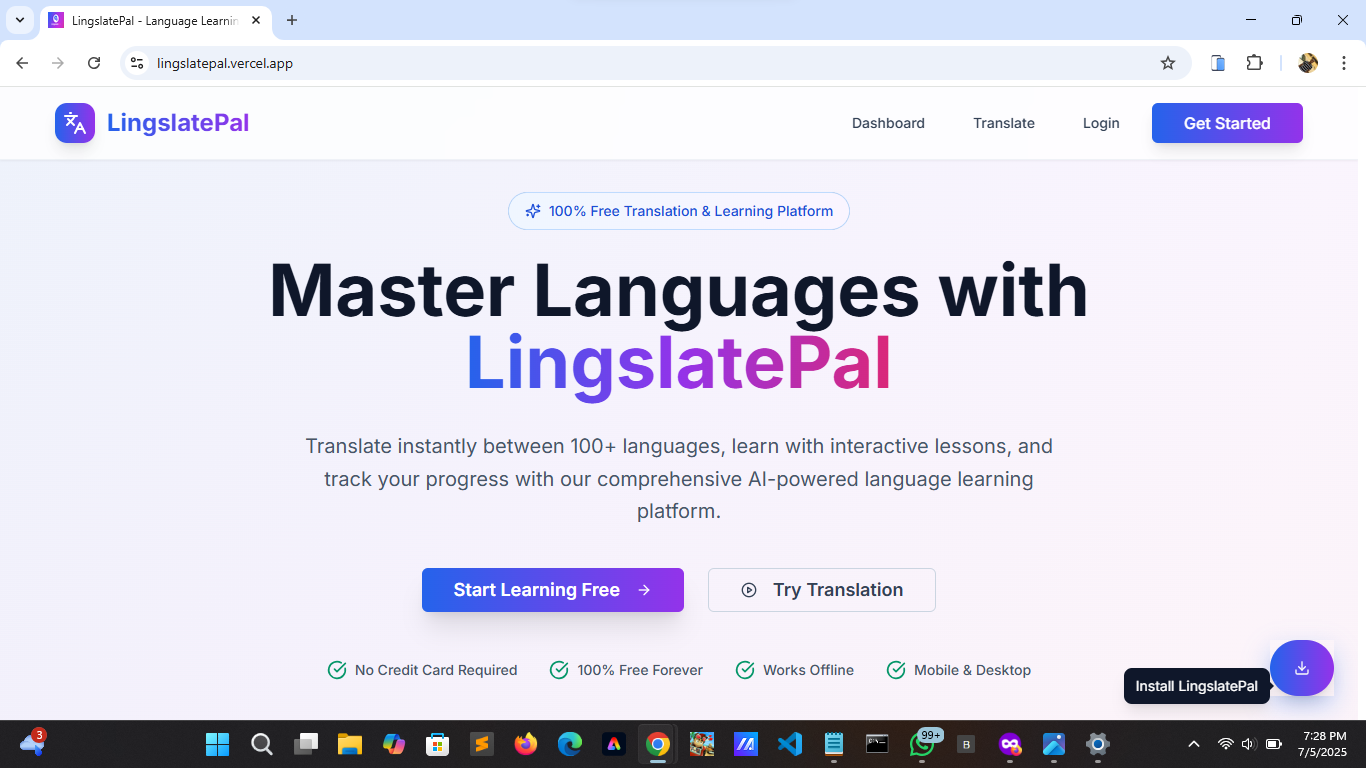 LingslatePal - Language Learnin
lingslatepal.vercel.app
LingslatePal
Dashboard
Translate
Login
Get Started
100% Free Translation & Learning Platform
Master Languages with
LingslatePal
Translate instantly between 100+ languages, learn with interactive lessons, and
track your progress with our comprehensive AI-powered language learning
platform.
Start Learning Free
Try Translation
No Credit Card Required
100% Free Forever
Works Offline
Mobile & Desktop
Install LingslatePal
3
99+
B
7:28 PM
7/5/2025